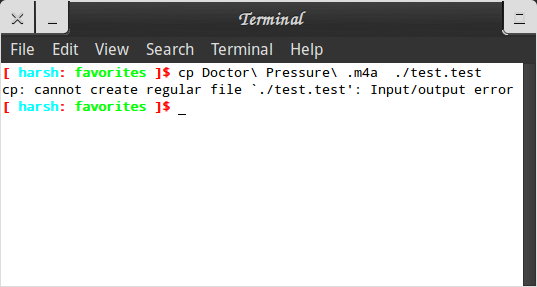 Terminal
File Edit View Search Terminal Help
[ harsh: favorites ]$ cp Doctor\ Pressure\ .m4a  ./test.test
cp: cannot create regular file `./test.test': Input/output error
[ harsh: favorites ]$ _